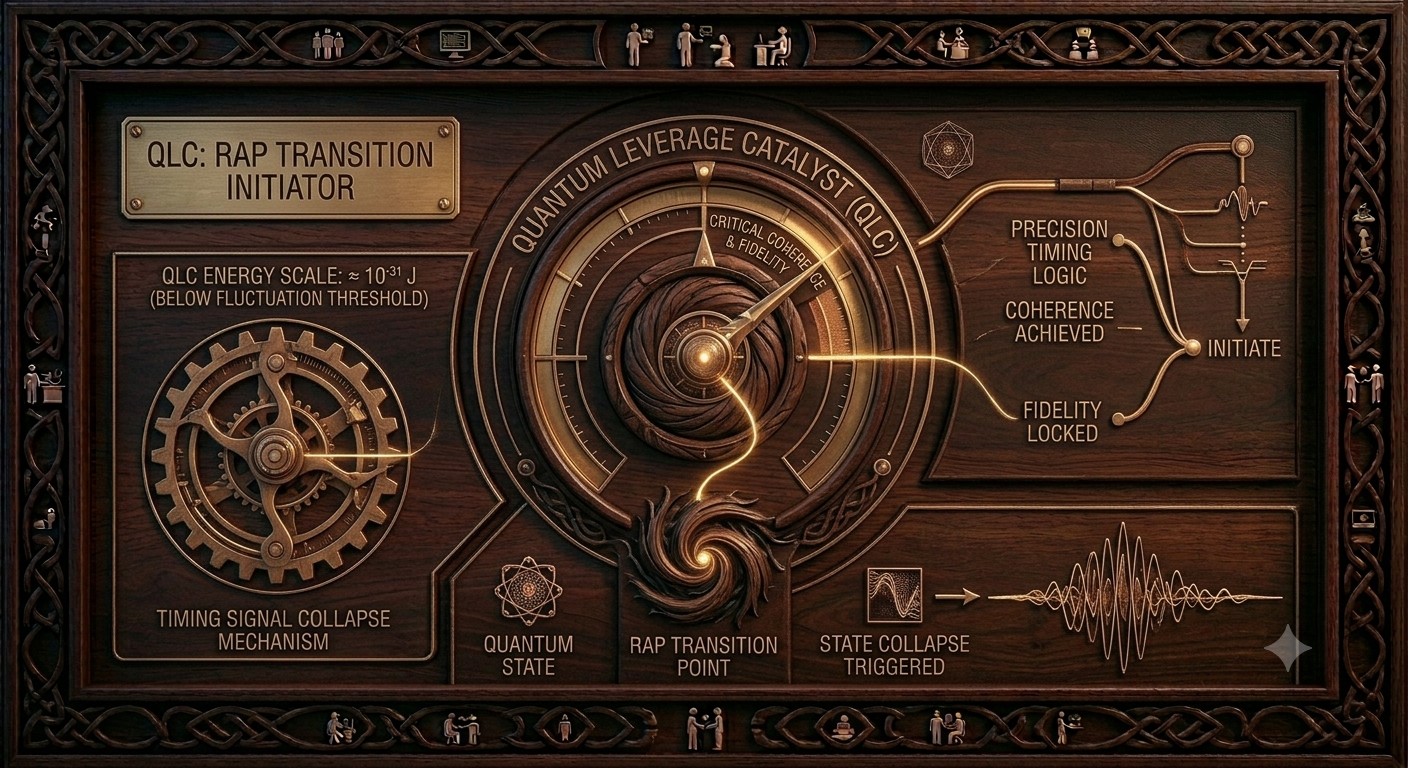 QLC: RAP TRANSITION
INITIATOR
QLC ENERGY SCALE: ≈ 10⁻³¹ J
(BELOW FLUCTUATION THRESHOLD)
TIMING SIGNAL COLLAPSE
MECHANISM
QUANTUM LEVERAGE CATALYST (QLC)
CRITICAL COHERENCE
& FIDELITY
PRECISION
TIMING
LOGIC
COHERENCE
ACHIEVED
INITIATE
FIDELITY
LOCKED
QUANTUM
STATE
RAP TRANSITION
POINT
STATE COLLAPSE
TRIGGERED